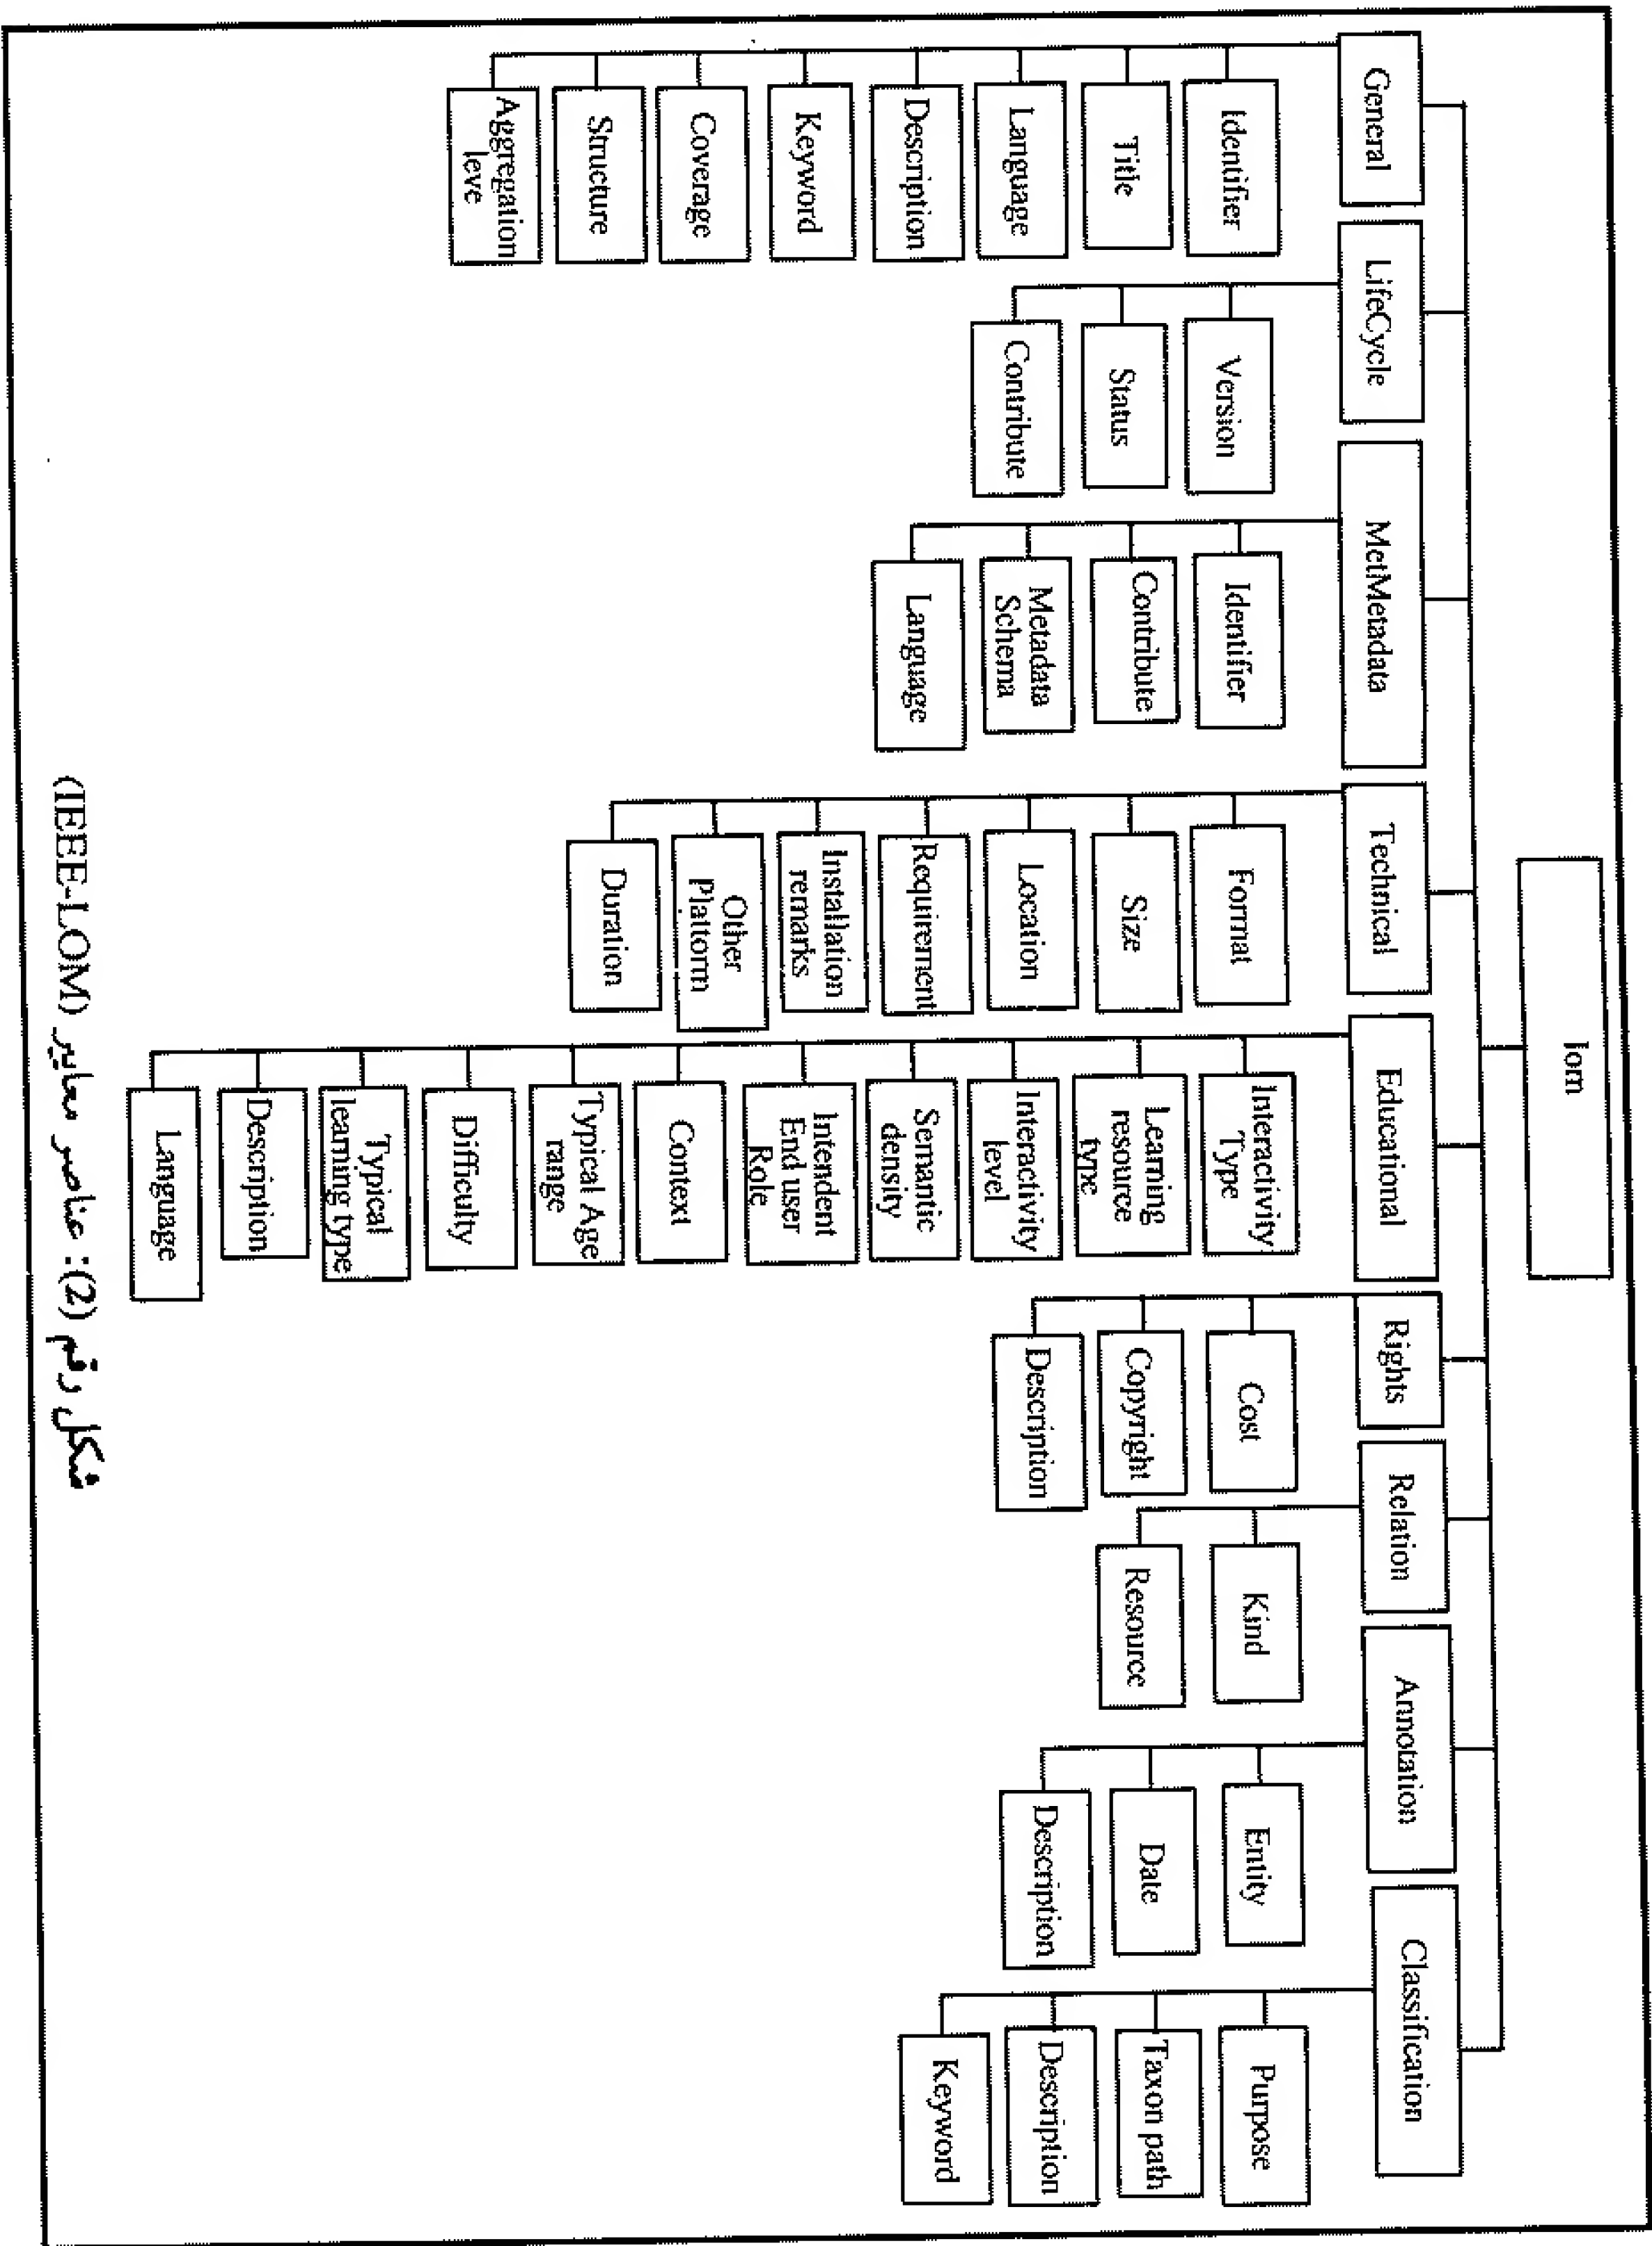 lom
General
LifeCycle
MetMetadata
Technical
Educational
Rights
Relation
Annotation
Classification
Identifier
Title
Language
Description
Keyword
Coverage
Structure
Aggregation
leve
Version
Status
Contribute
Identifier
Contribute
Metadata
Schema
Language
Format
Size
Location
Requirement
Installation
remarks
Other
Plattorm
Duration
Interactivity
Type
Learning
resource
type
Interactivity
level
Semantic
density
Intendent
End user
Role
Context
Typical Age
range
Difficulty
Typical
learning type
Description
Language
Cost
Copyright
Description
Kind
Resource
Entity
Date
Description
Purpose
Taxon path
Description
Keyword
شكل رقم (2): عناصر معايير (IEEE-LOM)